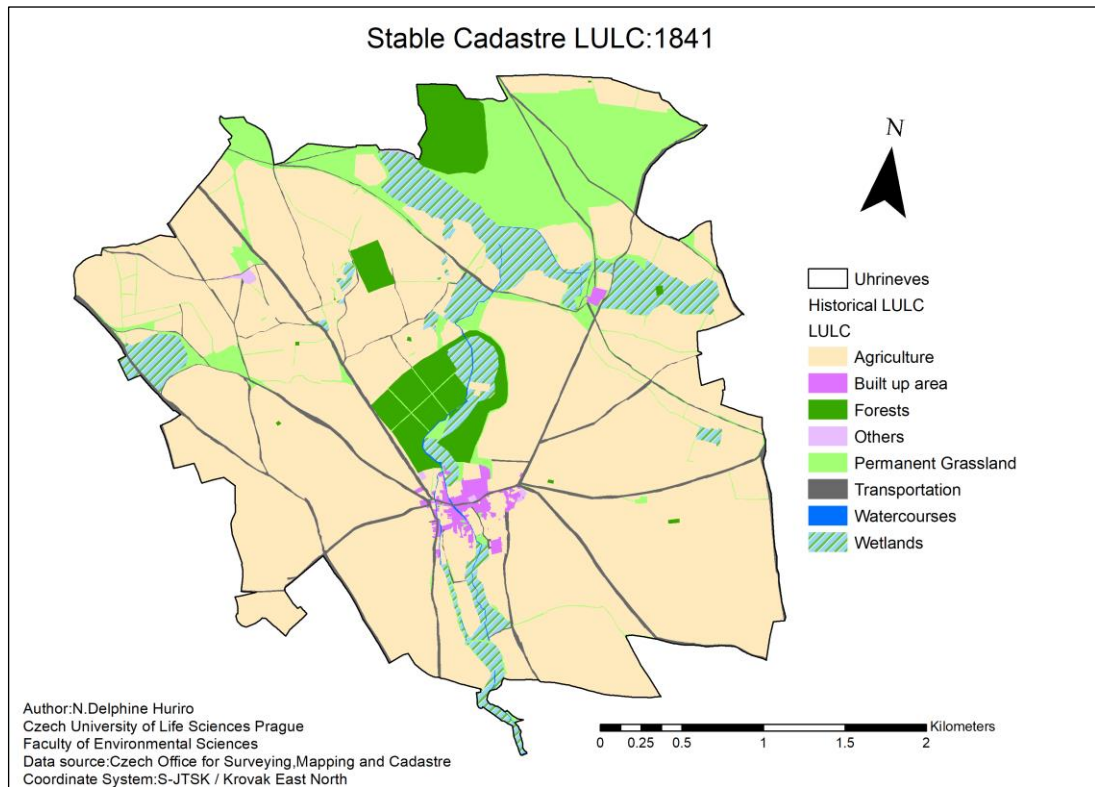 Stable Cadastre LULC:1841
N
Uhrineves
Historical LULC
LULC
Agriculture
Built up area
Forests
Others
Permanent Grassland
Transportation
Watercourses
Wetlands
Author:N.Delphine Huriro
Czech University of Life Sciences Prague
Faculty of Environmental Sciences
Data source:Czech Office for Surveying,Mapping and Cadastre
Coordinate System:S-JTSK / Krovak East North
Kilometers
0 0.25 0.5 1 1.5 2